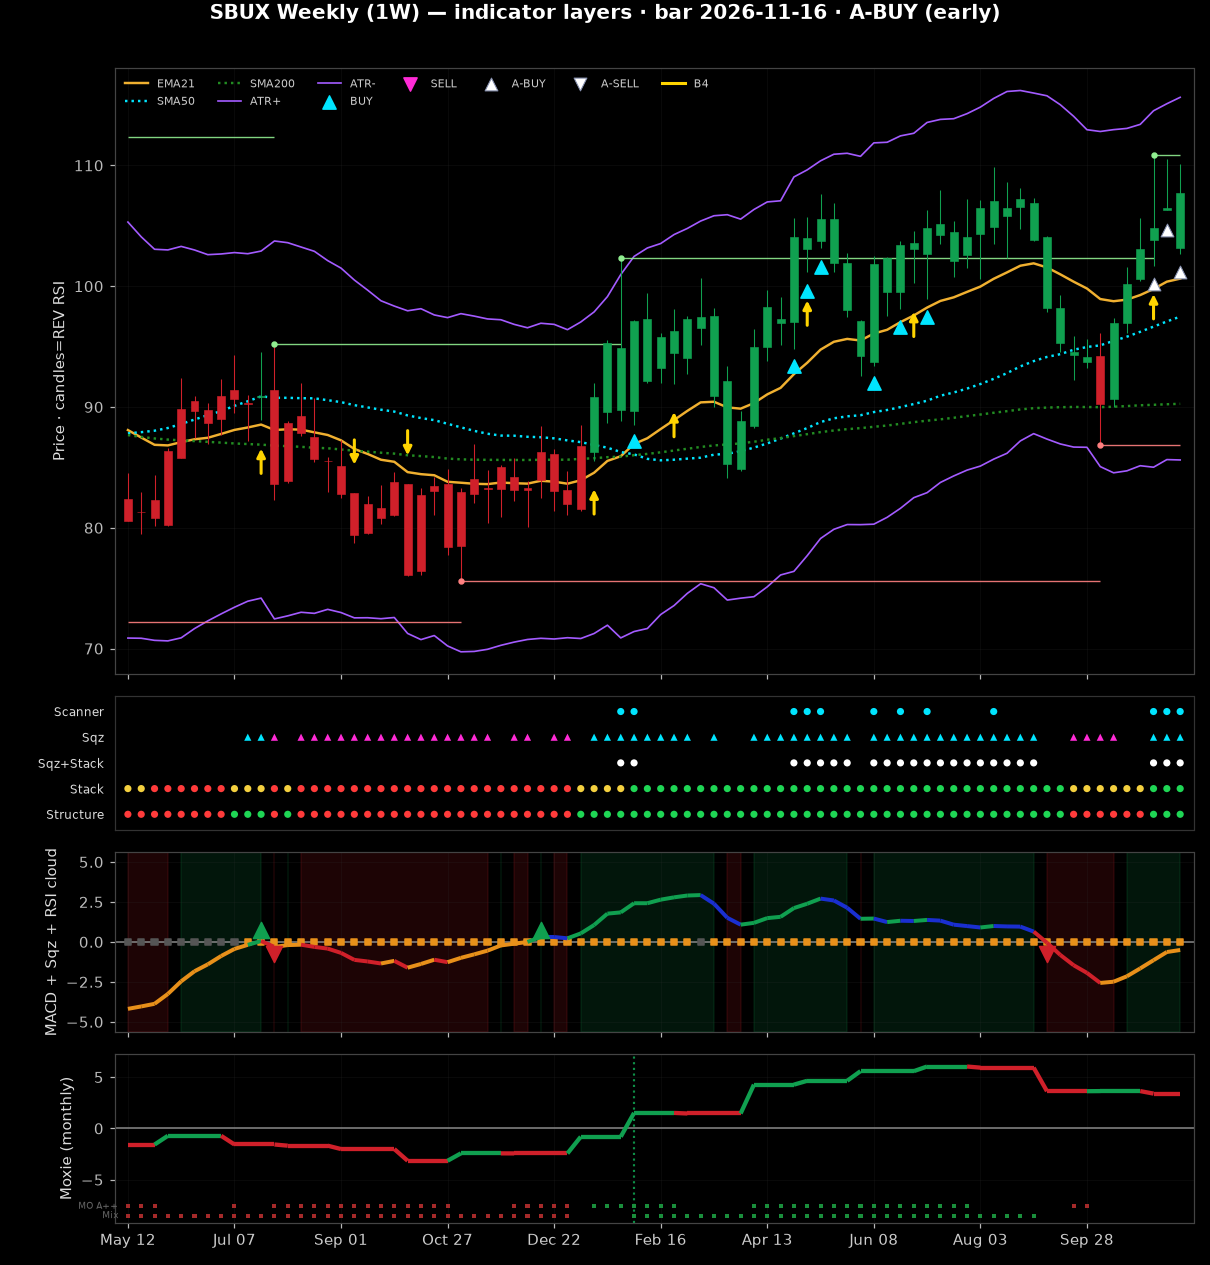 SBUX Weekly (1W) — indicator layers · bar 2026-11-16 · A-BUY (early)
EMA21 SMA200 ATR- SELL A-BUY A-SELL B4
SMA50 ATR+ BUY
Price · candles=REV RSI
110
100
90
80
70
Scanner
Sqz
Sqz+Stack
Stack
Structure
MACD + Sqz + RSI cloud
5.0
2.5
0.0
−2.5
−5.0
Moxie (monthly)
5
0
−5
MO A++
Mix
May 12 Jul 07 Sep 01 Oct 27 Dec 22 Feb 16 Apr 13 Jun 08 Aug 03 Sep 28